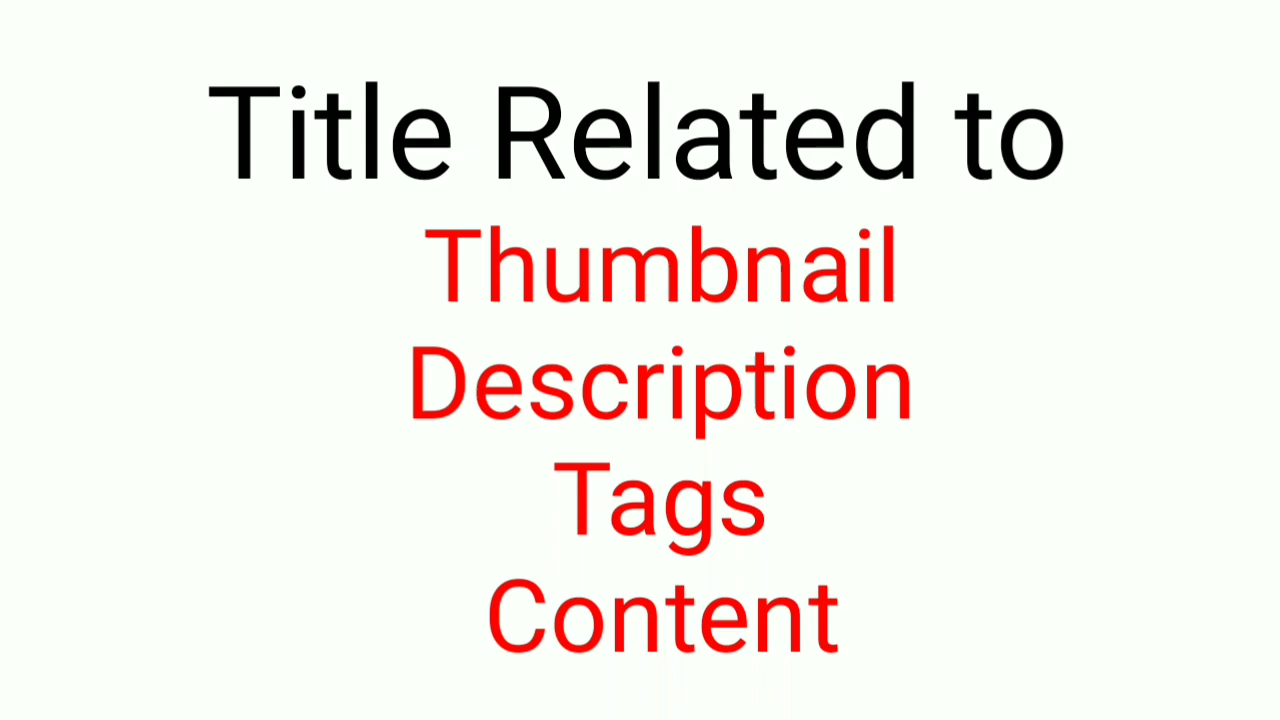 Title Related to
Thumbnail
Description
Tags
Content